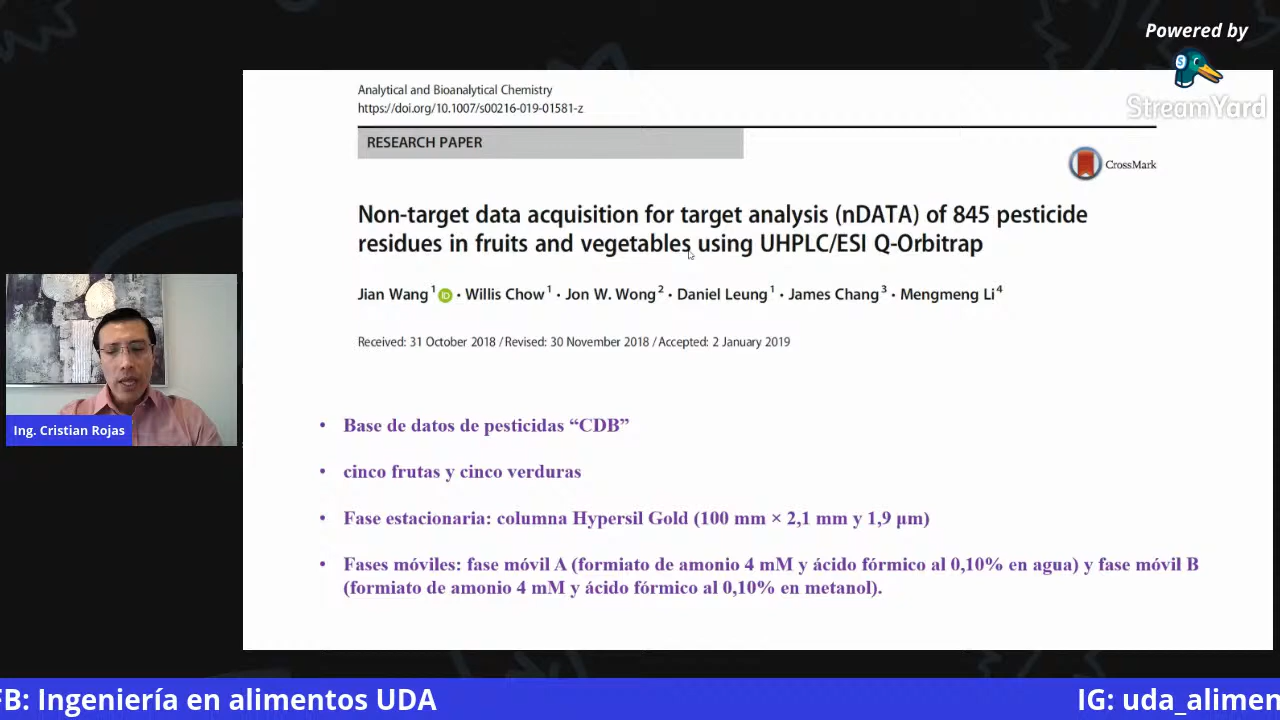 Powered by
S
StreamYard
Analytical and Bioanalytical Chemistry
https://doi.org/10.1007/s00216-019-01581-z
RESEARCH PAPER
CrossMark
Non-target data acquisition for target analysis (nDATA) of 845 pesticide
residues in fruits and vegetables using UHPLC/ESI Q-Orbitrap
Jian Wang 1 iD · Willis Chow 1 · Jon W. Wong 2 · Daniel Leung 1 · James Chang 3 · Mengmeng Li 4
Received: 31 October 2018 / Revised: 30 November 2018 / Accepted: 2 January 2019
• Base de datos de pesticidas “CDB”
• cinco frutas y cinco verduras
• Fase estacionaria: columna Hypersil Gold (100 mm × 2,1 mm y 1,9 µm)
• Fases móviles: fase móvil A (formiato de amonio 4 mM y ácido fórmico al 0,10% en agua) y fase móvil B
(formiato de amonio 4 mM y ácido fórmico al 0,10% en metanol).
Ing. Cristian Rojas
FB: Ingeniería en alimentos UDA
IG: uda_alimen